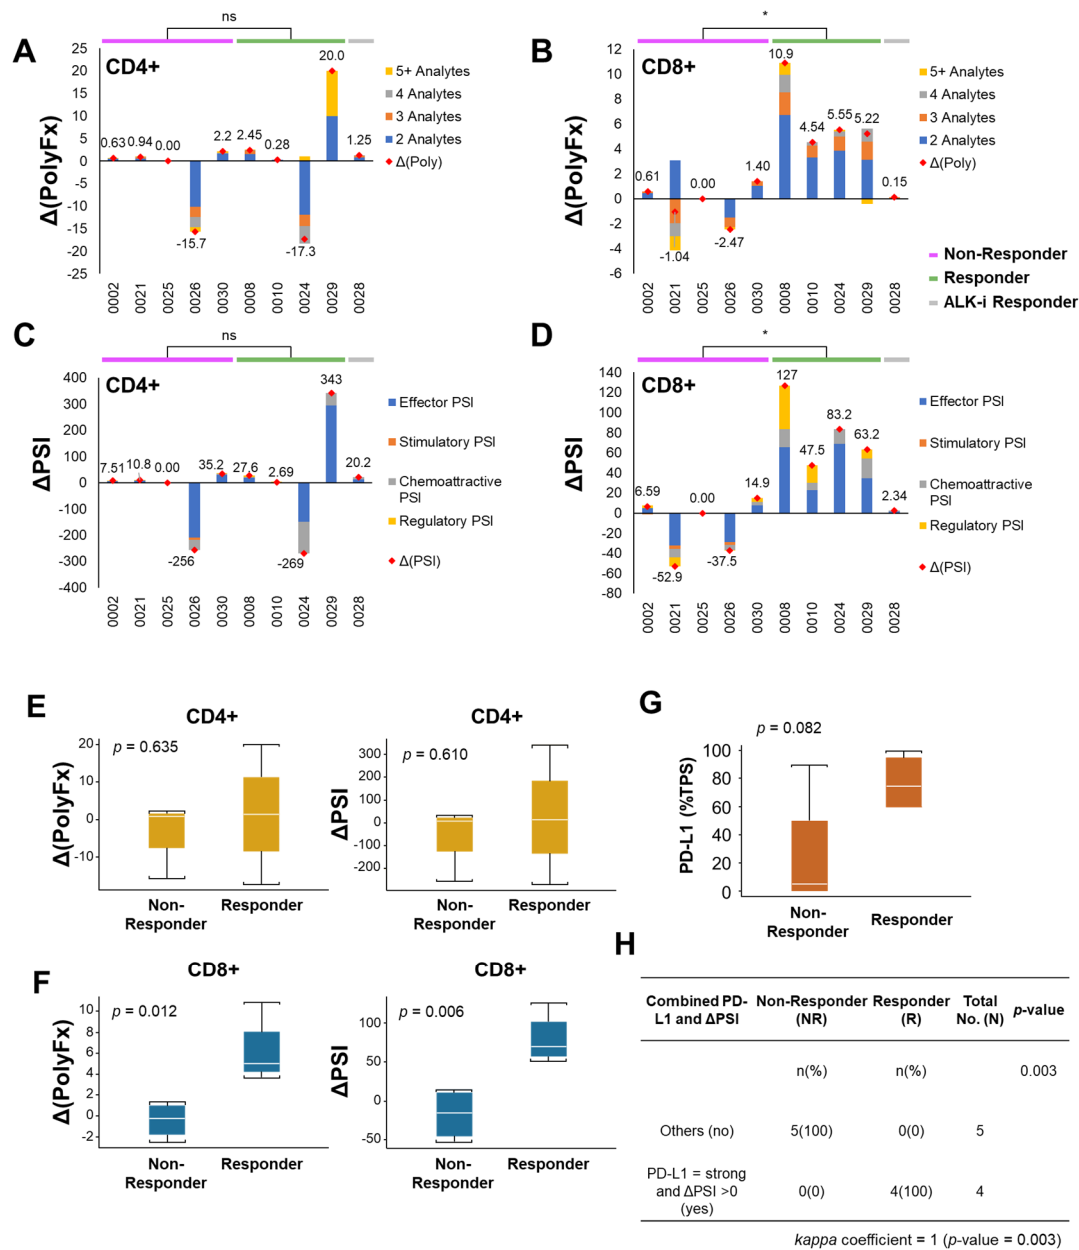 A
ns
CD4+
Δ(PolyFx)
25
20
15
10
5
0
-5
-10
-15
-20
-25
0.63
0.94
0.00
-15.7
2.2
2.45
0.28
-17.3
20.0
1.25
0002
0021
0025
0026
0030
0008
0010
0024
0029
0028
5+ Analytes
4 Analytes
3 Analytes
2 Analytes
Δ(Poly)
B
*
CD8+
Δ(PolyFx)
12
10
8
6
4
2
0
-2
-4
-6
0.61
-1.04
0.00
-2.47
1.40
10.9
4.54
5.55
5.22
0.15
0002
0021
0025
0026
0030
0008
0010
0024
0029
0028
5+ Analytes
4 Analytes
3 Analytes
2 Analytes
Δ(Poly)
Non-Responder
Responder
ALK-i Responder
C
ns
CD4+
ΔPSI
400
300
200
100
0
-100
-200
-300
-400
7.51
10.8
0.00
-256
35.2
27.6
2.69
-269
343
20.2
0002
0021
0025
0026
0030
0008
0010
0024
0029
0028
Effector PSI
Stimulatory PSI
Chemoattractive
PSI
Regulatory PSI
Δ(PSI)
D
*
CD8+
ΔPSI
140
120
100
80
60
40
20
0
-20
-40
-60
-80
6.59
-52.9
0.00
-37.5
14.9
127
47.5
83.2
63.2
2.34
0002
0021
0025
0026
0030
0008
0010
0024
0029
0028
Effector PSI
Stimulatory PSI
Chemoattractive
PSI
Regulatory PSI
Δ(PSI)
E
CD4+
p = 0.635
Δ(PolyFx)
20
10
0
-10
Non-
Responder
Responder
CD4+
p = 0.610
ΔPSI
300
200
100
0
-100
-200
Non-
Responder
Responder
F
CD8+
p = 0.012
Δ(PolyFx)
10
8
6
4
2
0
-2
Non-
Responder
Responder
CD8+
p = 0.006
ΔPSI
100
50
0
-50
Non-
Responder
Responder
G
p = 0.082
PD-L1 (%TPS)
100
80
60
40
20
0
Non-
Responder
Responder
H
Combined PD-
L1 and ΔPSI
Non-Responder
(NR)
Responder
(R)
Total
No. (N)
p-value
n(%)
n(%)
0.003
Others (no)
5(100)
0(0)
5
PD-L1 = strong
and ΔPSI >0
(yes)
0(0)
4(100)
4
kappa coefficient = 1 (p-value = 0.003)